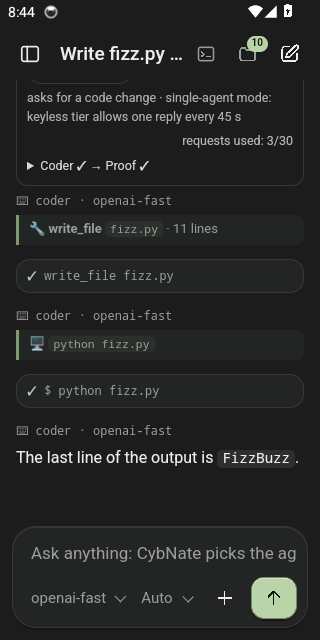 8:44
Write fizz.py ...
10
asks for a code change · single-agent mode:
keyless tier allows one reply every 45 s
requests used: 3/30
▶ Coder ✓ → Proof ✓
coder · openai-fast
write_file fizz.py · 11 lines
✓ write_file fizz.py
coder · openai-fast
python fizz.py
✓ $ python fizz.py
coder · openai-fast
The last line of the output is FizzBuzz.
Ask anything: CybNate picks the ag
openai-fast
Auto